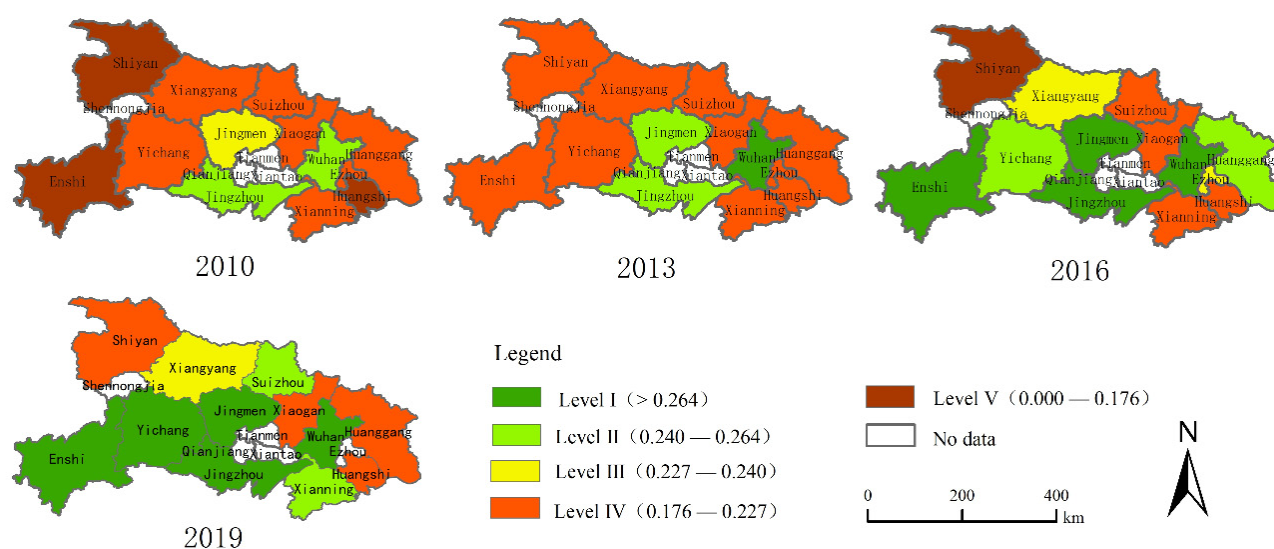 Shiyan
Xiangyang
Shennongjia
Suizhou
Jingmen Xiaogan
Yichang
Tianmen
Wuhan Huanggang
Qianjiang Xiantao
Ezhou
Enshi
Jingzhou
Huangshi
Xianning
2010
Shiyan
Xiangyang
Shennongjia
Suizhou
Jingmen Xiaogan
Yichang
Tianmen
Wuhan Huanggang
Qianjiang Xiantao
Ezhou
Enshi
Jingzhou
Huangshi
Xianning
2013
Shiyan
Xiangyang
Shennongjia
Suizhou
Jingmen Xiaogan
Yichang
Tianmen
Wuhan Huanggang
Qianjiang Xiantao
Ezhou
Enshi
Jingzhou
Huangshi
Xianning
2016
Shiyan
Xiangyang
Shennongjia
Suizhou
Jingmen Xiaogan
Yichang
Tianmen
Wuhan Huanggang
Qianjiang Xiantao
Ezhou
Enshi
Jingzhou
Huangshi
Xianning
2019
Legend
Level I（> 0.264）
Level II（0.240 — 0.264）
Level III（0.227 — 0.240）
Level IV（0.176 — 0.227）
Level V（0.000 — 0.176）
No data
0 200 400
km
N